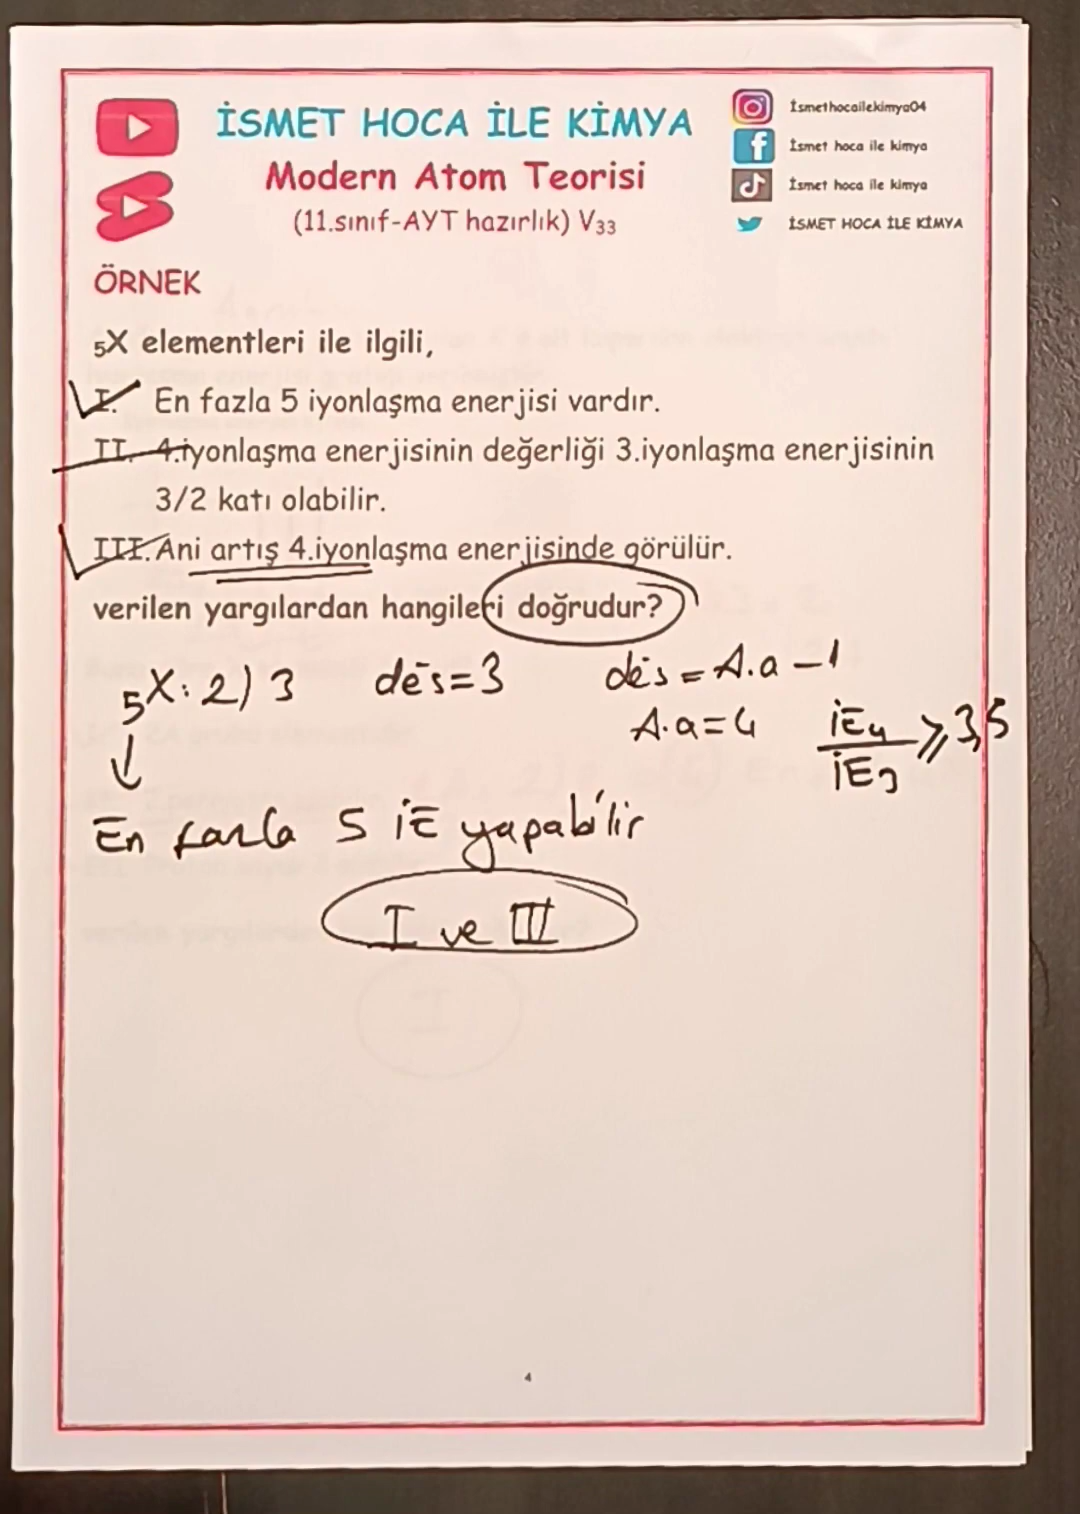 İSMET HOCA İLE KİMYA
Modern Atom Teorisi
(11.sınıf-AYT hazırlık) V33
İsmethocailekimya04
İsmet hoca ile kimya
İsmet hoca ile kimya
İSMET HOCA İLE KİMYA
ÖRNEK
5X elementleri ile ilgili,
I. En fazla 5 iyonlaşma enerjisi vardır.
II. 4.iyonlaşma enerjisinin değerliği 3.iyonlaşma enerjisinin
3/2 katı olabilir.
III. Ani artış 4.iyonlaşma enerjisinde görülür.
verilen yargılardan hangileri doğrudur?
5X: 2) 3 dēs=3 dēs = A.a - 1
A.a=4 İE4/İE3 ⩾ 3,5
↓
En fazla 5 İE yapabilir
I ve III
4